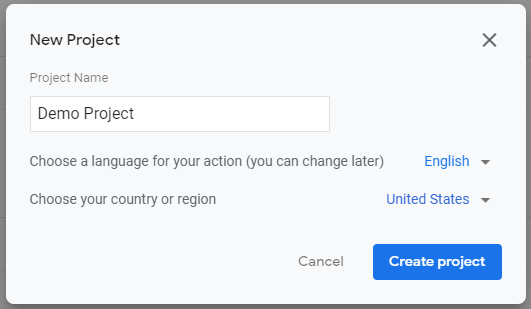 New Project
Project Name
Demo Project
Choose a language for your action (you can change later) English
Choose your country or region United States
Cancel Create project